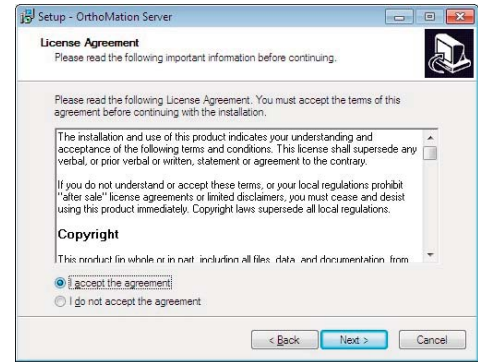 Setup - OrthoMation Server
License Agreement
Please read the following important information before continuing.
Please read the following License Agreement. You must accept the terms of this
agreement before continuing with the installation.
The installation and use of this product indicates your understanding and
acceptance of the following terms and conditions. This license shall supersede any
verbal, or prior verbal or written, statement or agreement to the contrary.
If you do not understand or accept these terms, or your local regulations prohibit
"after sale" license agreements or limited disclaimers, you must cease and desist
using this product immediately. Copyright laws supersede all local regulations.
Copyright
This product (in whole or in part, including all files, data, and documentation, from
I accept the agreement
I do not accept the agreement
< Back
Next >
Cancel